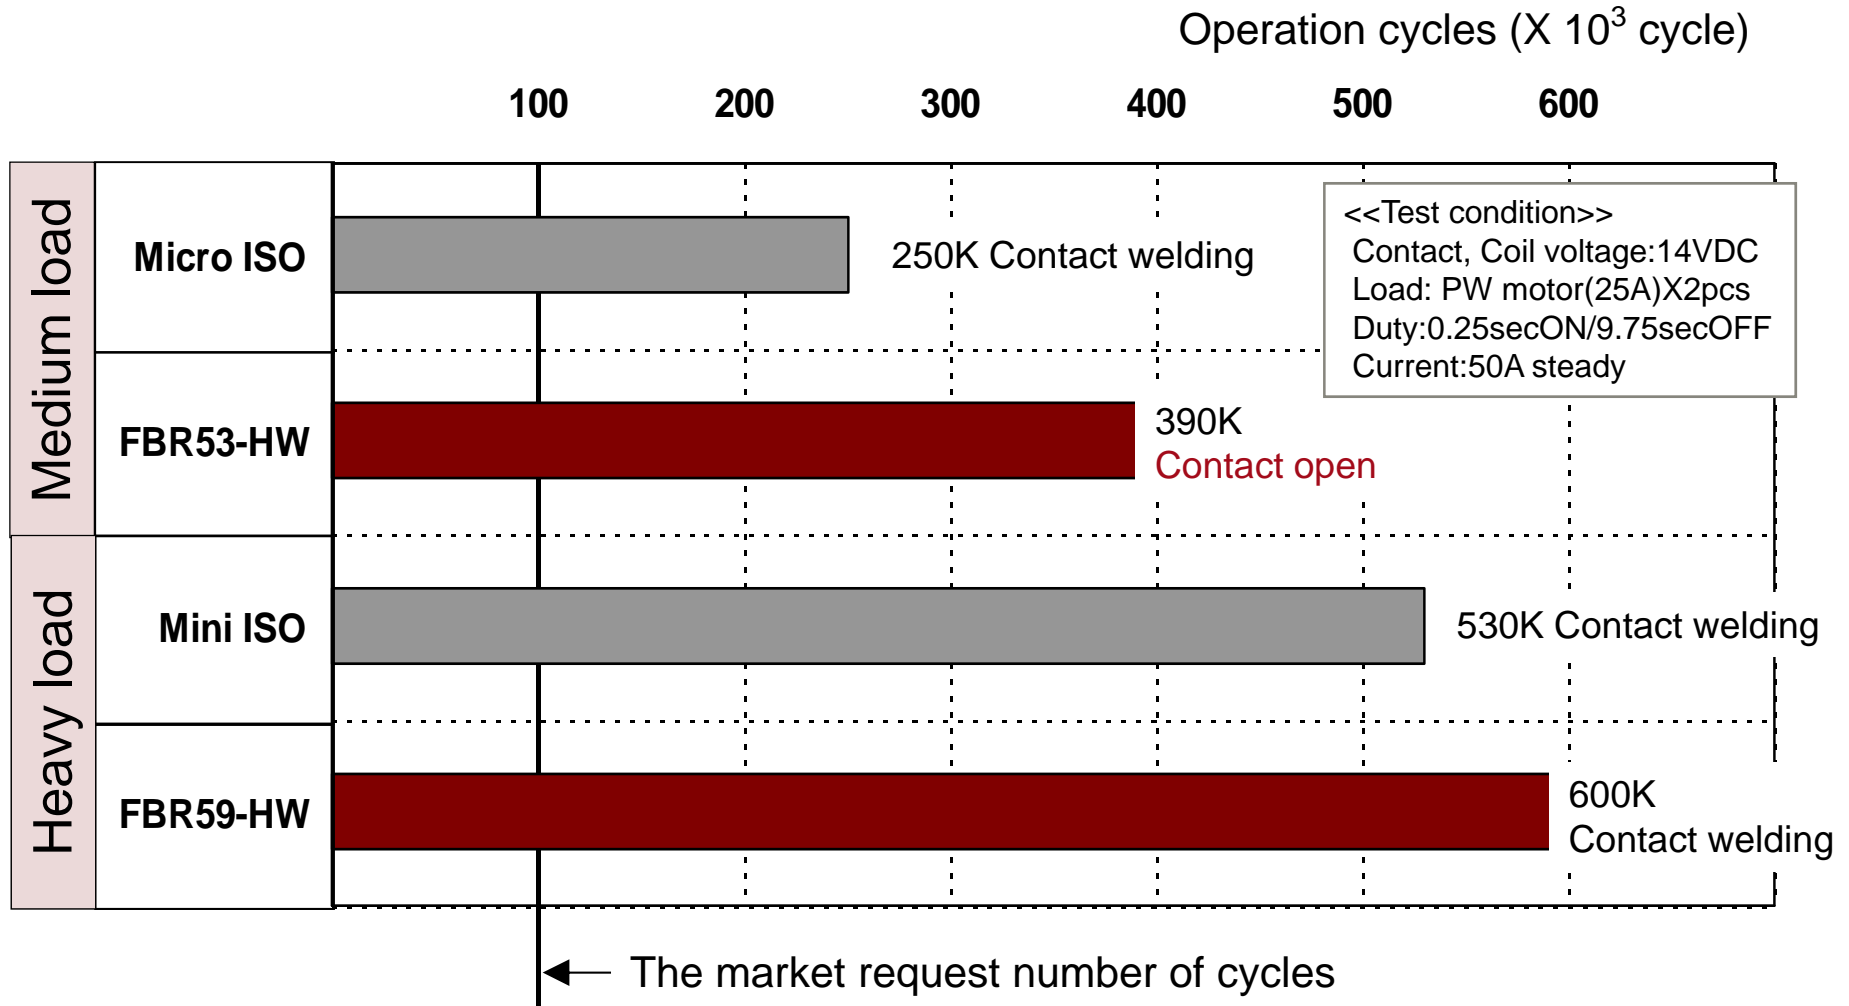 Operation cycles (X 10³ cycle)
100 200 300 400 500 600
Medium load
Micro ISO
250K Contact welding
<<Test condition>>
Contact, Coil voltage:14VDC
Load: PW motor(25A)X2pcs
Duty:0.25secON/9.75secOFF
Current:50A steady
FBR53-HW
390K
Contact open
Heavy load
Mini ISO
530K Contact welding
FBR59-HW
600K
Contact welding
The market request number of cycles